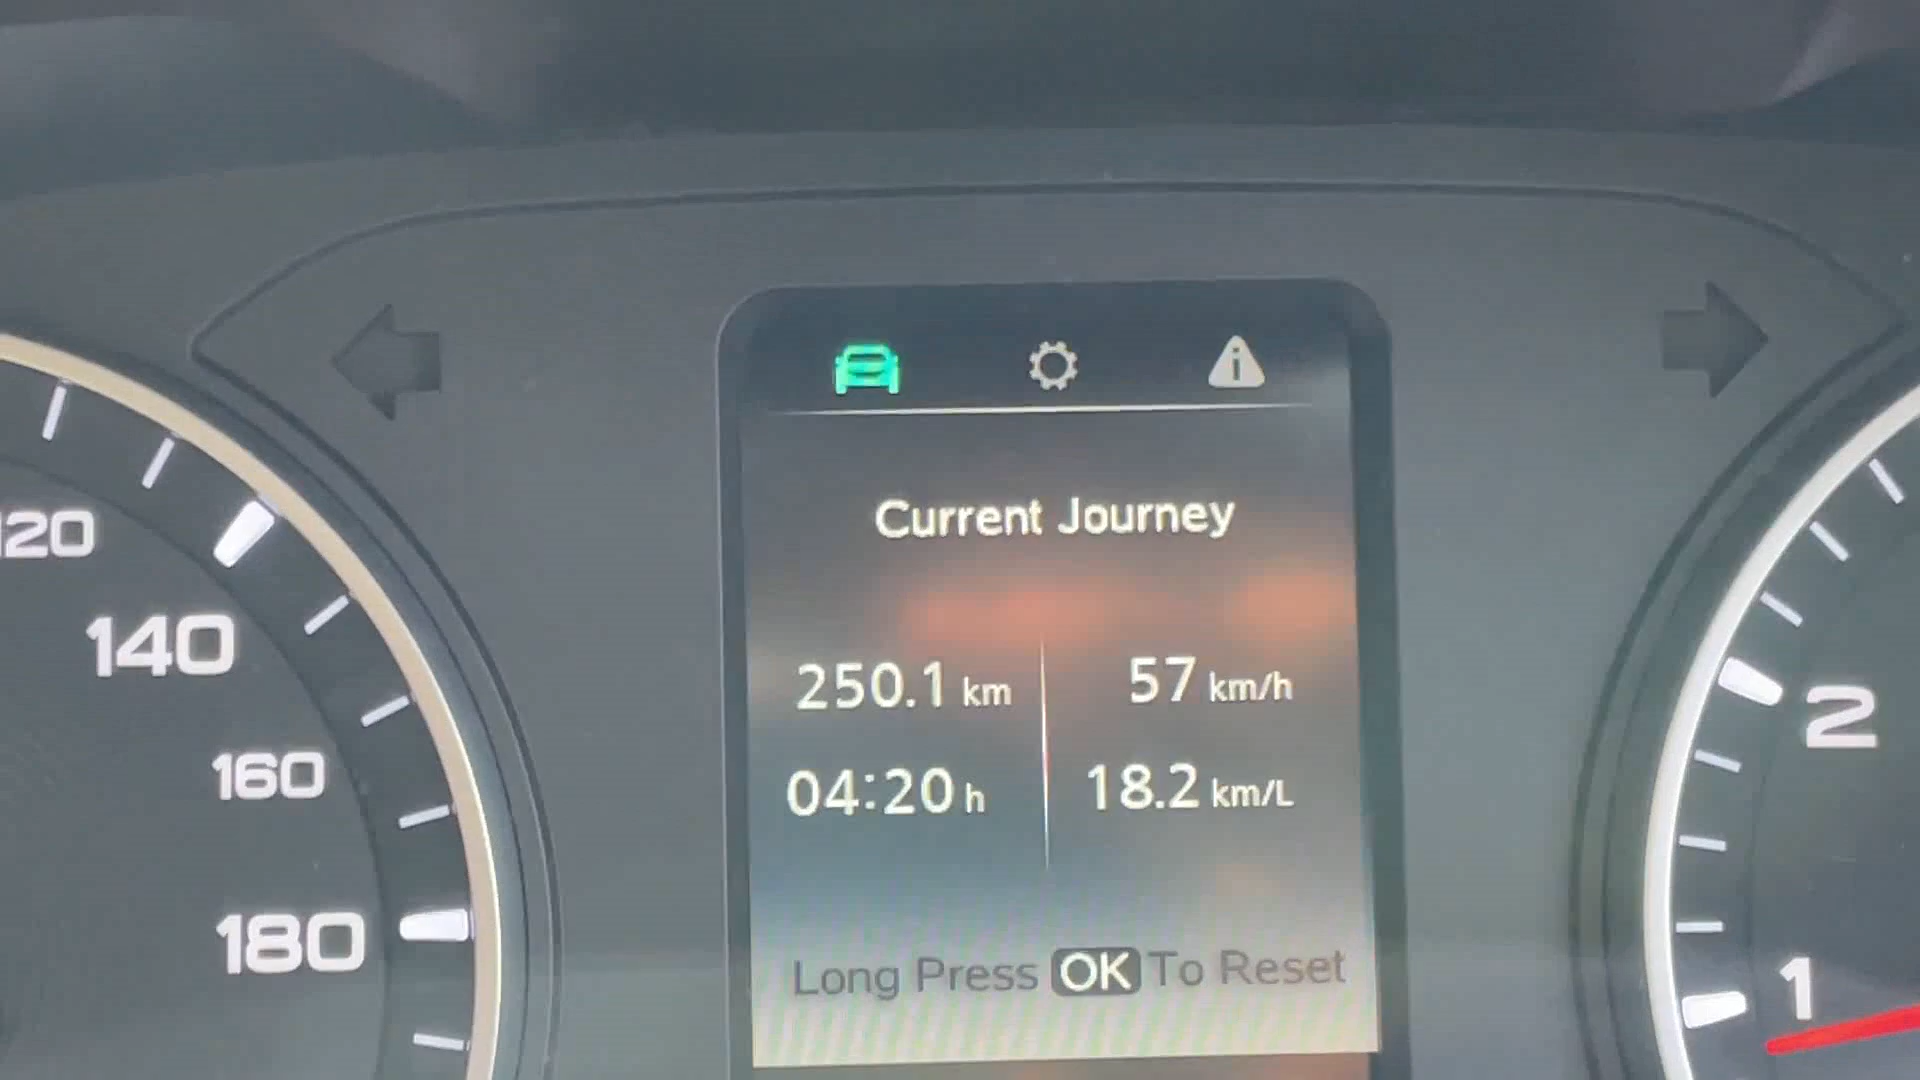 Current Journey
250.1 km
57 km/h
04:20 h
18.2 km/L
Long Press OK To Reset
120
140
160
180
2
1